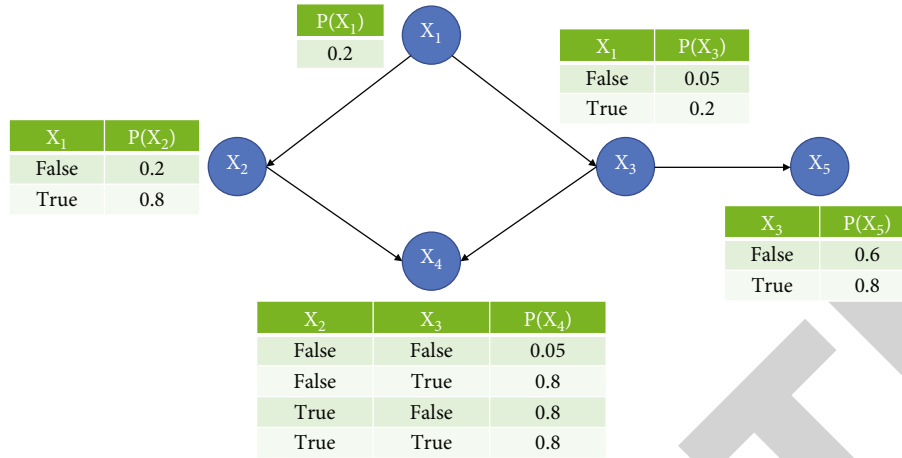 P(X₁)
0.2
X₁
X₁ P(X₃)
False 0.05
True 0.2
X₁ P(X₂)
False 0.2
True 0.8
X₂
X₃
X₅
X₃ P(X₅)
False 0.6
True 0.8
X₄
X₂ X₃ P(X₄)
False False 0.05
False True 0.8
True False 0.8
True True 0.8